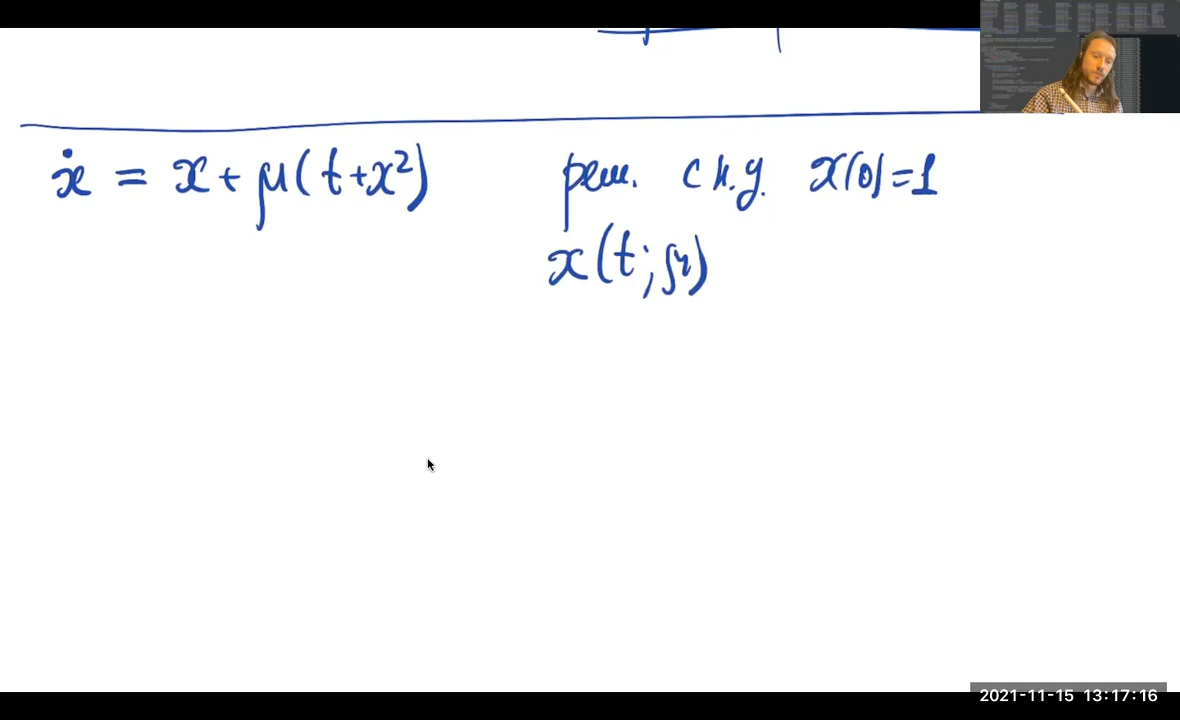 ẋ = x + μ(t+x²) реш. с н.у. x(0)=1
x(t; μ)
2021-11-15 13:17:16